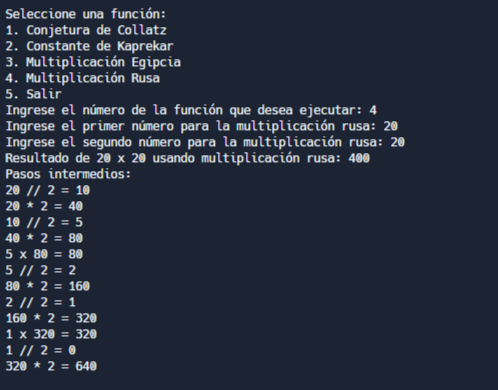 Seleccione una función:
1. Conjetura de Collatz
2. Constante de Kaprekar
3. Multiplicación Egipcia
4. Multiplicación Rusa
5. Salir
Ingrese el número de la función que desea ejecutar: 4
Ingrese el primer número para la multiplicación rusa: 20
Ingrese el segundo número para la multiplicación rusa: 20
Resultado de 20 x 20 usando multiplicación rusa: 400
Pasos intermedios:
20 // 2 = 10
20 * 2 = 40
10 // 2 = 5
40 * 2 = 80
5 x 80 = 80
5 // 2 = 2
80 * 2 = 160
2 // 2 = 1
160 * 2 = 320
1 x 320 = 320
1 // 2 = 0
320 * 2 = 640